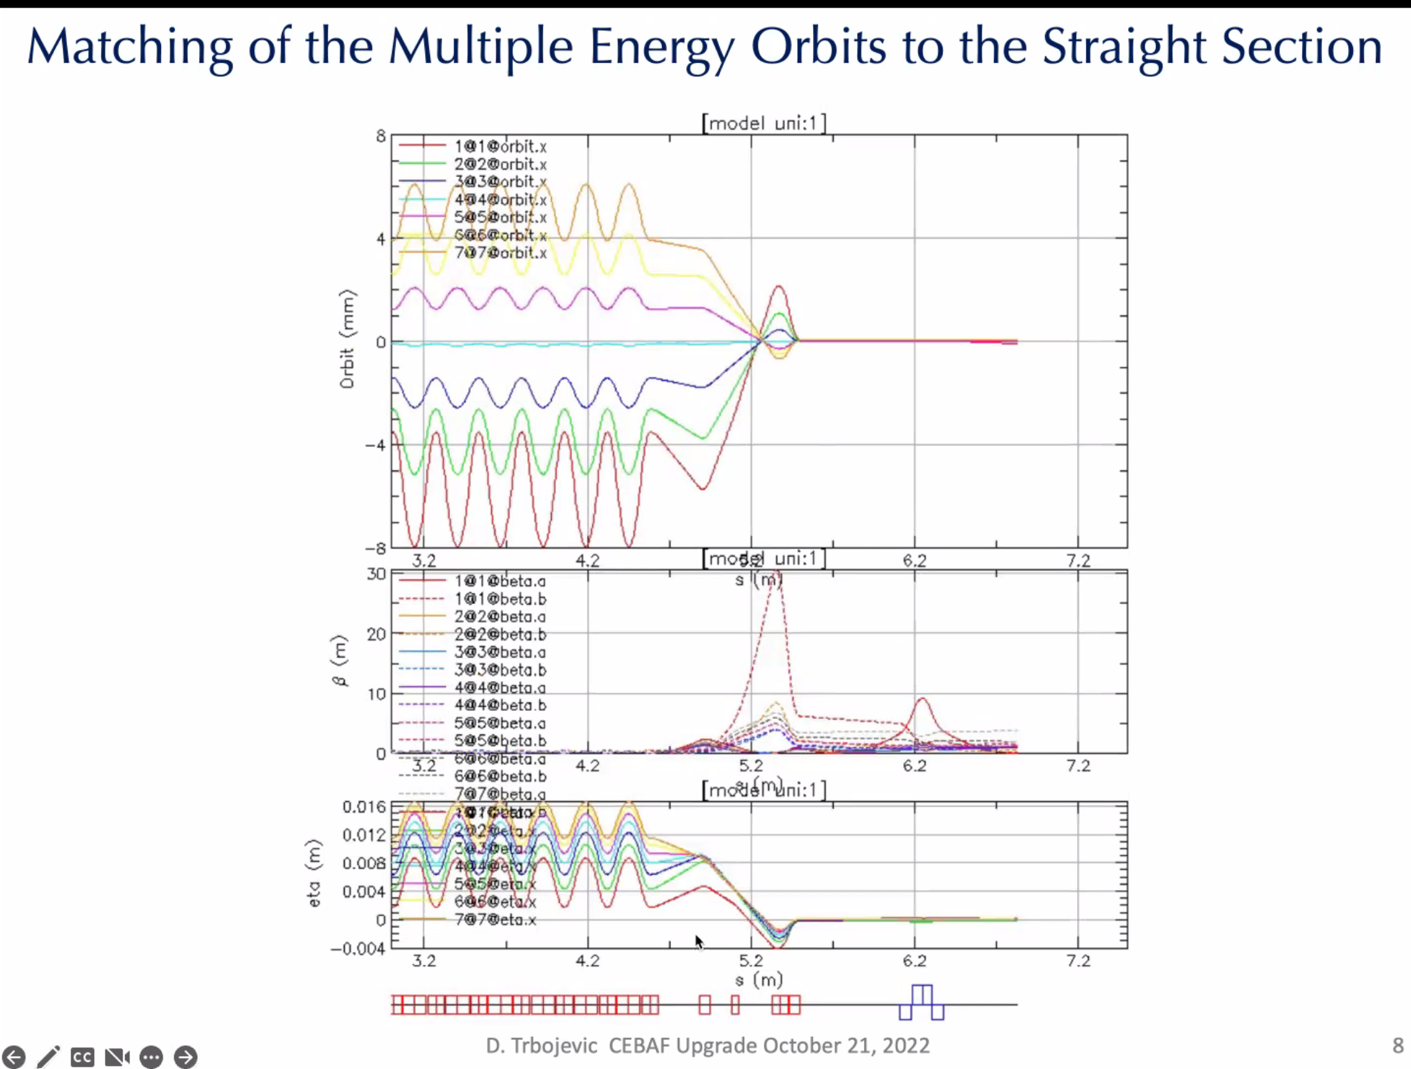 Matching of the Multiple Energy Orbits to the Straight Section
[model uni:1]
8
4
0
−4
−8
Orbit (mm)
1@1@orbit.x
2@2@orbit.x
3@3@orbit.x
4@4@orbit.x
5@5@orbit.x
6@6@orbit.x
7@7@orbit.x
3.2 4.2 5.2 6.2 7.2
s (m)
[model uni:1]
30
20
10
0
β (m)
1@1@beta.a
1@1@beta.b
2@2@beta.a
2@2@beta.b
3@3@beta.a
3@3@beta.b
4@4@beta.a
4@4@beta.b
5@5@beta.a
5@5@beta.b
6@6@beta.a
6@6@beta.b
7@7@beta.a
3.2 4.2 5.2 6.2 7.2
s (m)
[model uni:1]
0.016
0.012
0.008
0.004
0
−0.004
eta (m)
2@2@eta.x
3@3@eta.x
4@4@eta.x
5@5@eta.x
6@6@eta.x
7@7@eta.x
3.2 4.2 5.2 6.2 7.2
s (m)
D. Trbojevic CEBAF Upgrade October 21, 2022
8
CC